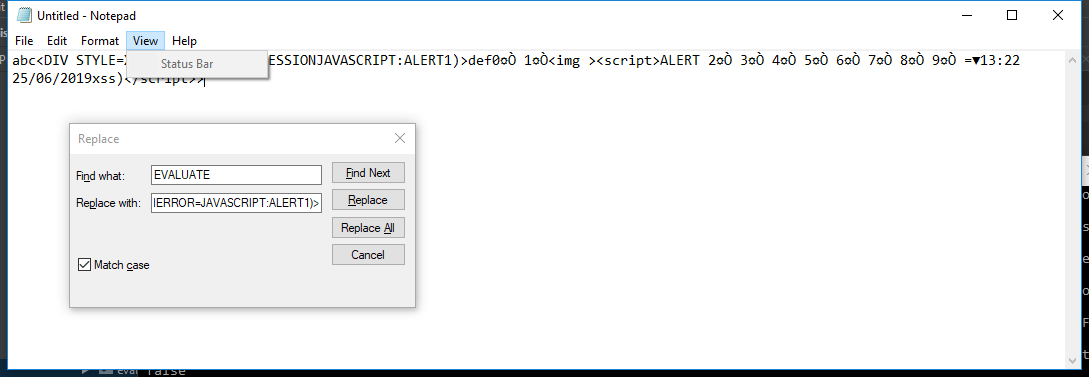 Untitled - Notepad
File Edit Format View Help
abc<DIV STYLE= ESSIONJAVASCRIPT:ALERT1)>def0¤Ò 1¤Ò<img ><script>ALERT 2¤Ò 3¤Ò 4¤Ò 5¤Ò 6¤Ò 7¤Ò 8¤Ò 9¤Ò =▼13:22
Status Bar
25/06/2019xss)</script>>
Replace
Find what: EVALUATE Find Next
Replace with: IERROR=JAVASCRIPT:ALERT1)> Replace
Replace All
Cancel
Match case
false